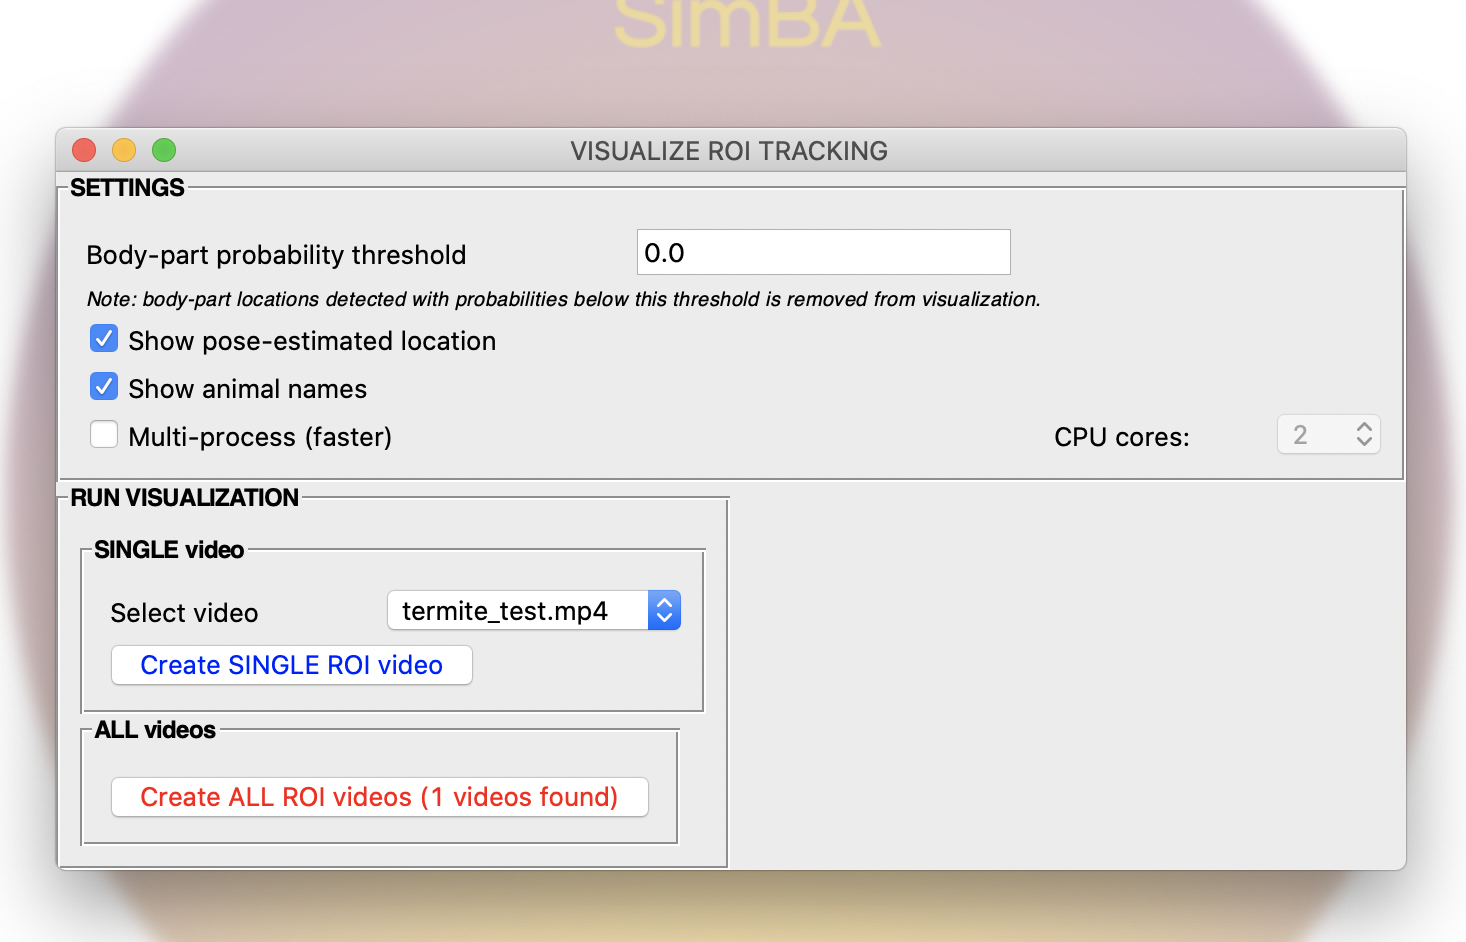 SimBA
VISUALIZE ROI TRACKING
SETTINGS
Body-part probability threshold 0.0
Note: body-part locations detected with probabilities below this threshold is removed from visualization.
Show pose-estimated location
Show animal names
Multi-process (faster) CPU cores: 2
RUN VISUALIZATION
SINGLE video
Select video termite_test.mp4
Create SINGLE ROI video
ALL videos
Create ALL ROI videos (1 videos found)